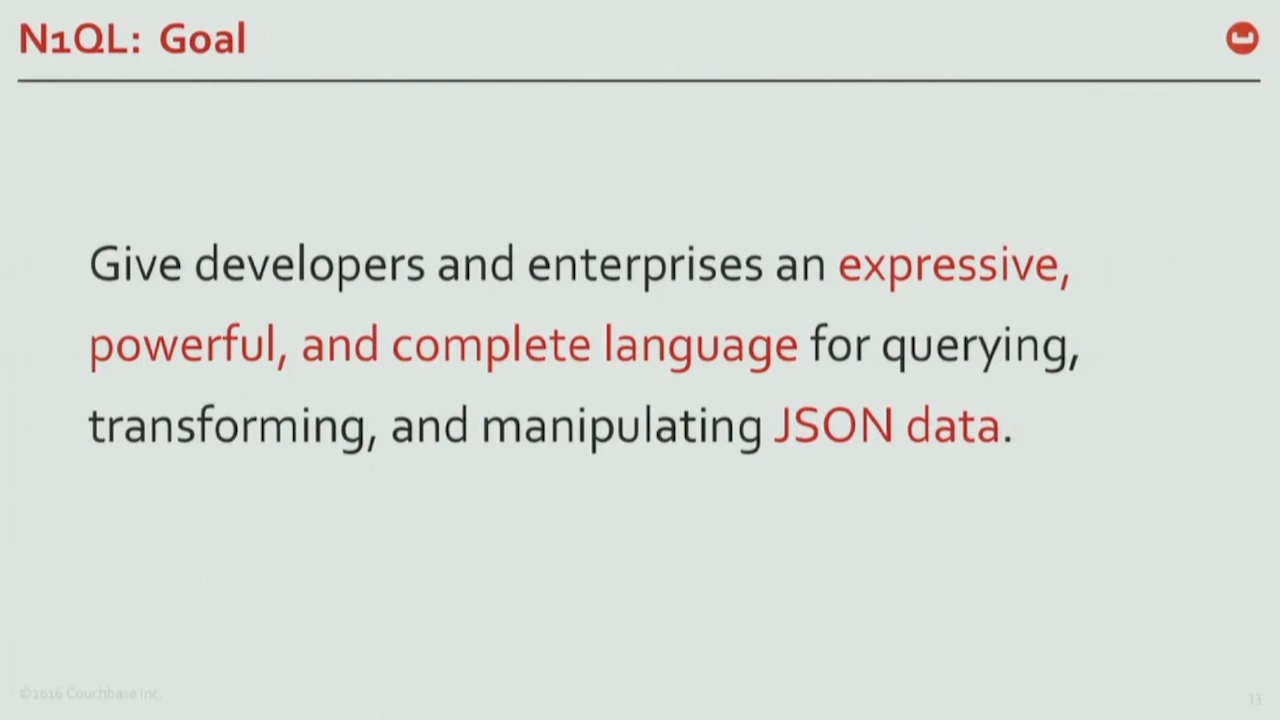 N1QL: Goal
Give developers and enterprises an expressive,
powerful, and complete language for querying,
transforming, and manipulating JSON data.
©2016 Couchbase Inc.
33